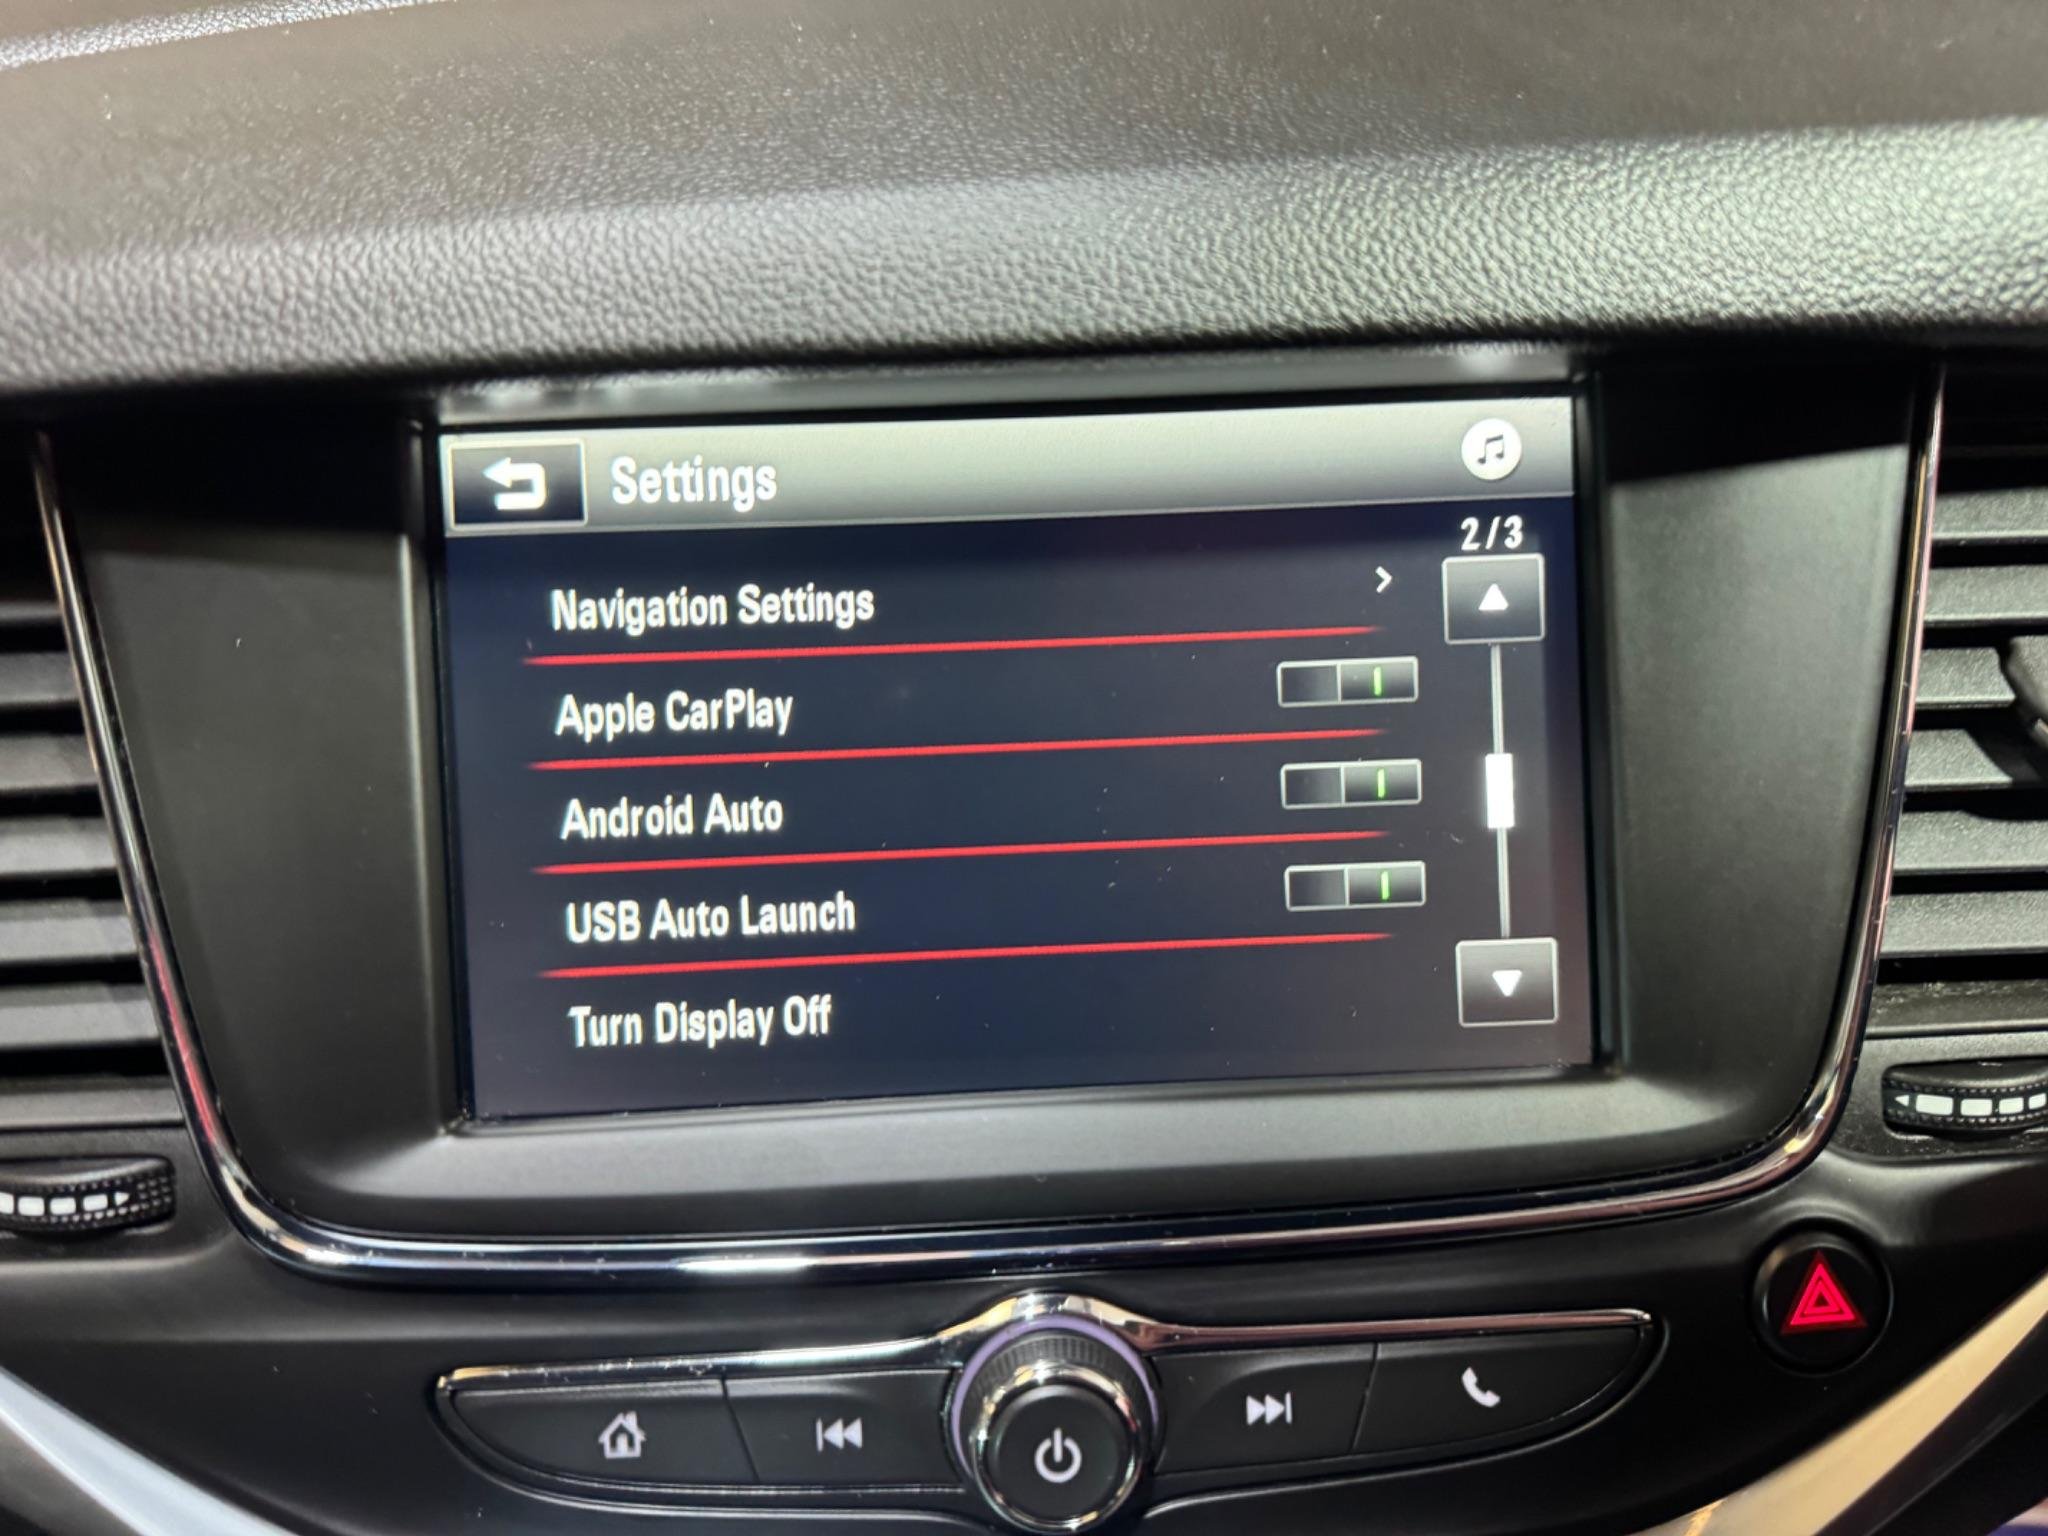 Settings
2/3
Navigation Settings
Apple CarPlay
Android Auto
USB Auto Launch
Turn Display Off